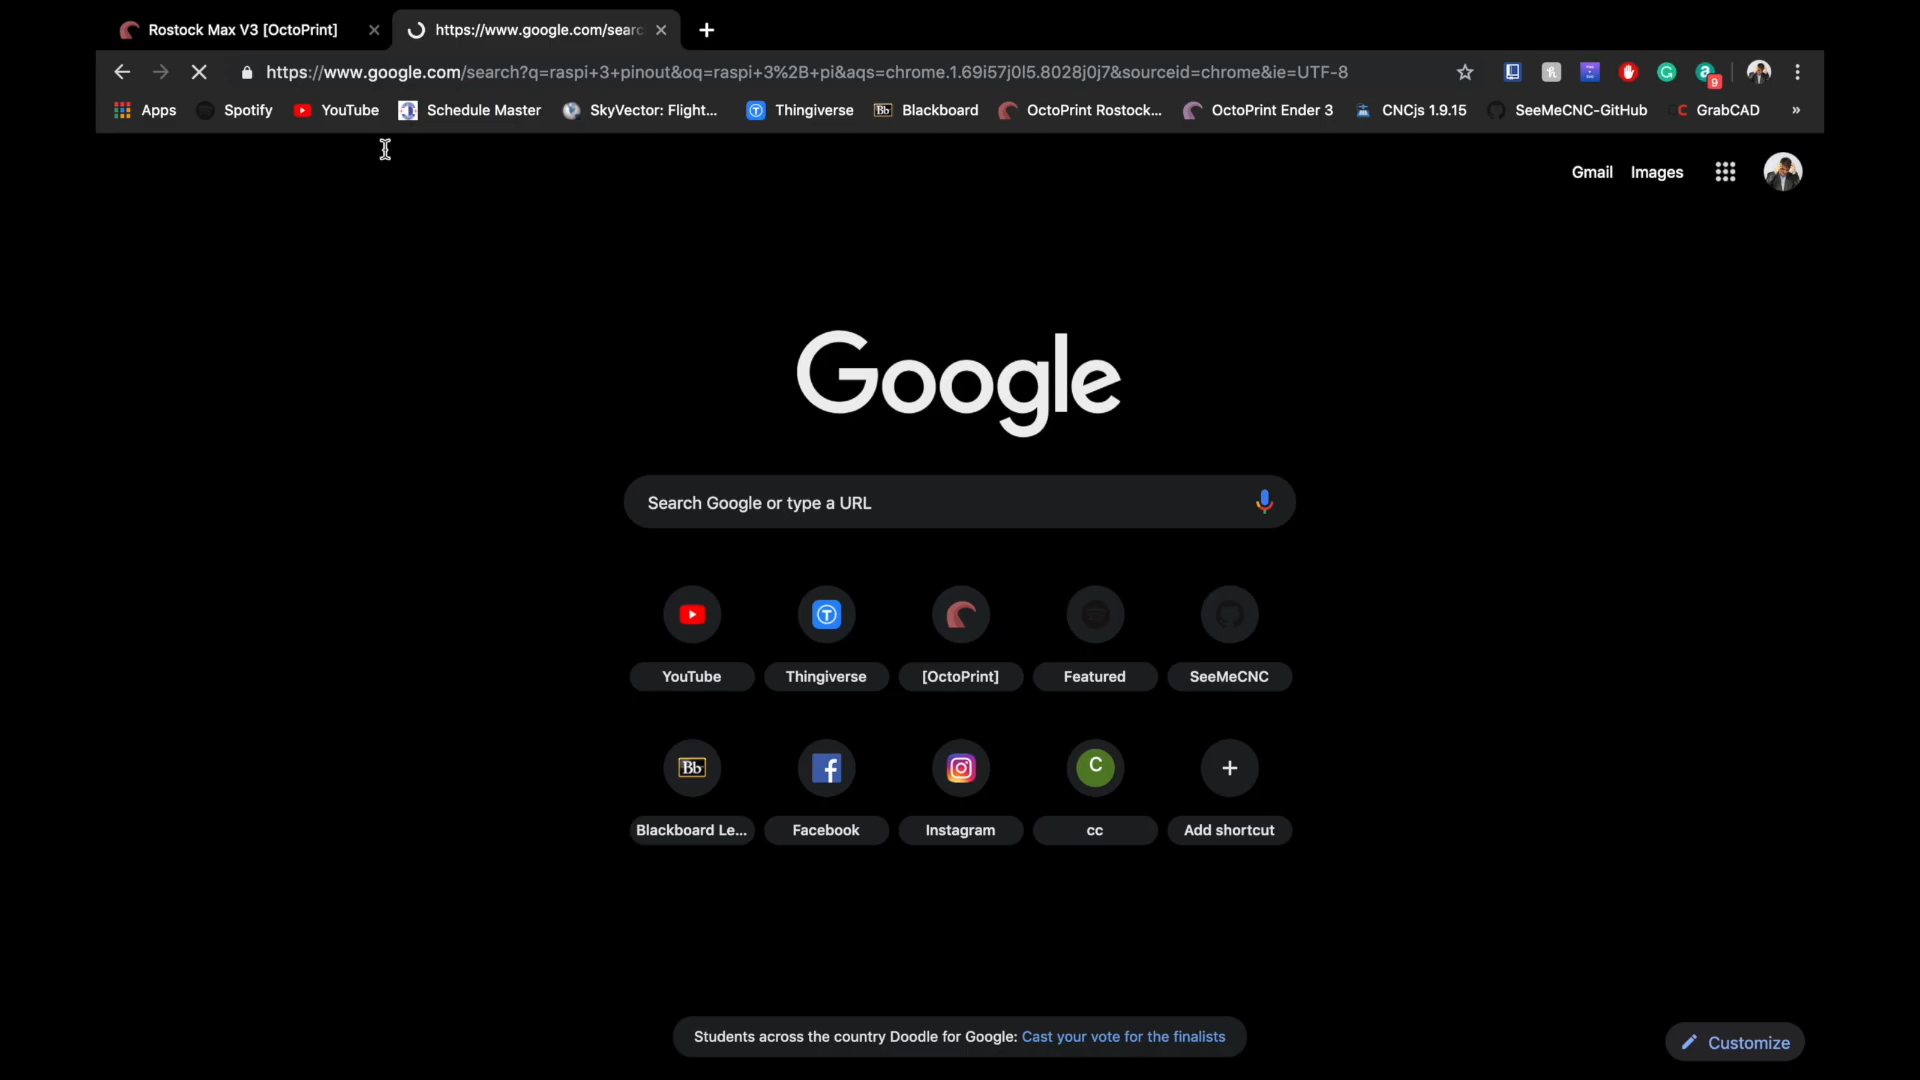 Rostock Max V3 [OctoPrint]
https://www.google.com/searc
https://www.google.com/search?q=raspi+3+pinout&oq=raspi+3%2B+pi&aqs=chrome.1.69i57j0l5.8028j0j7&sourceid=chrome&ie=UTF-8
9
Apps Spotify YouTube Schedule Master SkyVector: Flight... Thingiverse Bb Blackboard OctoPrint Rostock... OctoPrint Ender 3 CNCjs 1.9.15 SeeMeCNC-GitHub GrabCAD »
Gmail Images
Google
Search Google or type a URL
YouTube Thingiverse [OctoPrint] Featured SeeMeCNC
Bb C
Blackboard Le... Facebook Instagram cc Add shortcut
Students across the country Doodle for Google: Cast your vote for the finalists
Customize